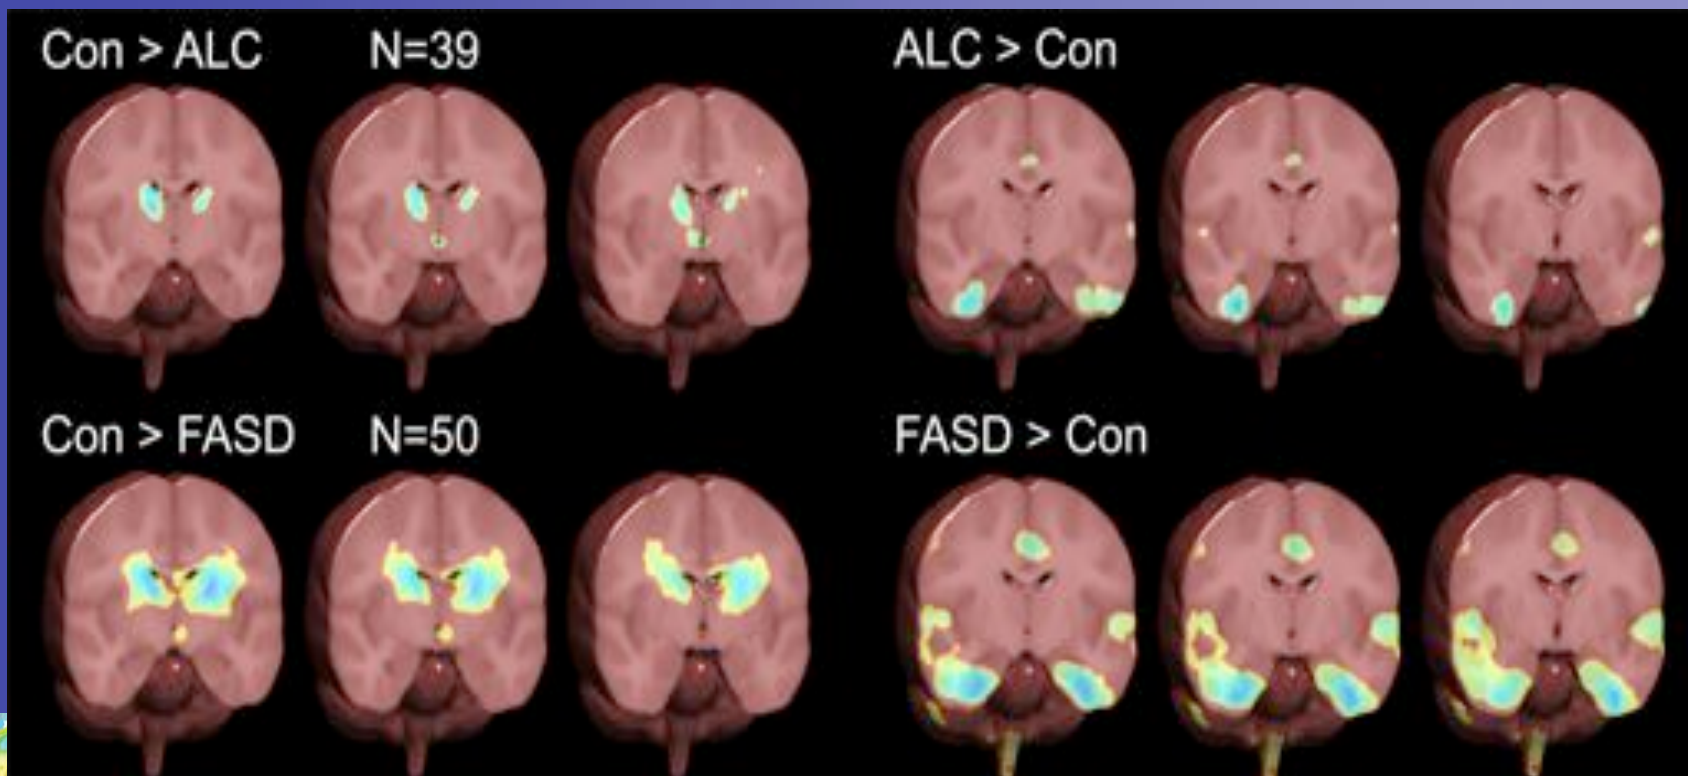 Con > ALC N=39
ALC > Con
Con > FASD N=50
FASD > Con